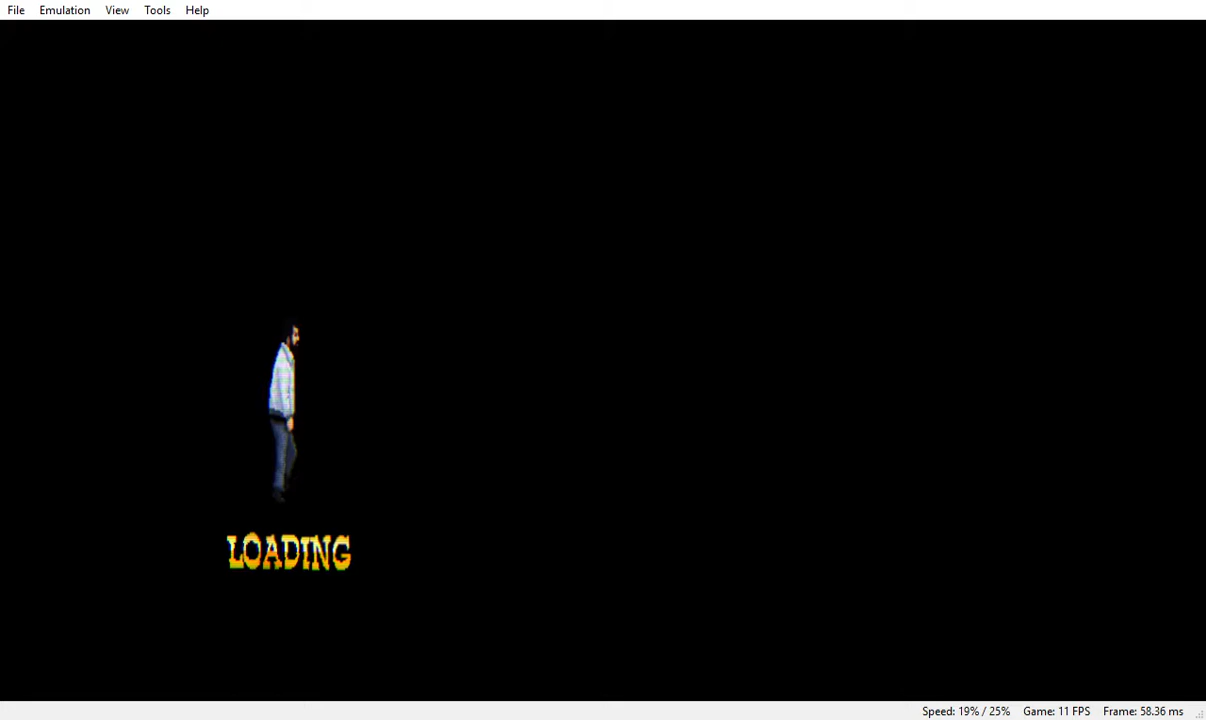 File Emulation View Tools Help
LOADING
Speed: 19% / 25% Game: 11 FPS Frame: 58.36 ms